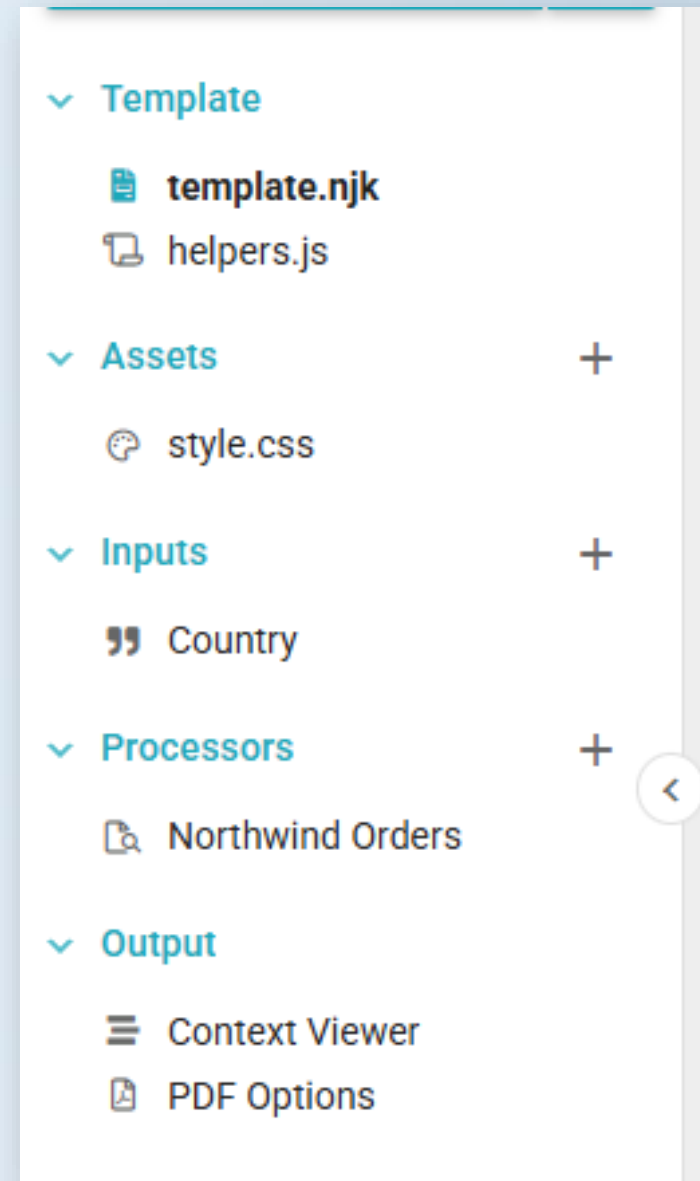 Template
template.njk
helpers.js
Assets
style.css
Inputs
Country
Processors
Northwind Orders
Output
Context Viewer
PDF Options